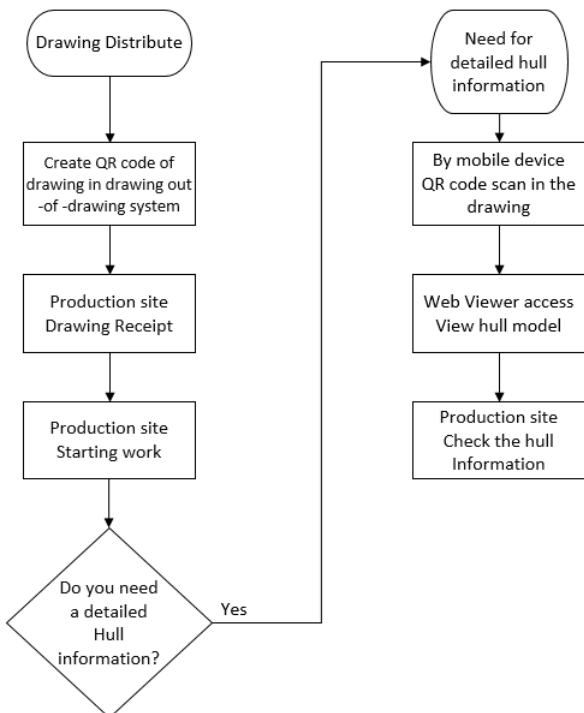 Drawing Distribute
Create QR code of
drawing in drawing out
-of -drawing system
Production site
Drawing Receipt
Production site
Starting work
Do you need
a detailed
Hull
information?
Yes
Need for
detailed hull
information
By mobile device
QR code scan in the
drawing
Web Viewer access
View hull model
Production site
Check the hull
Information